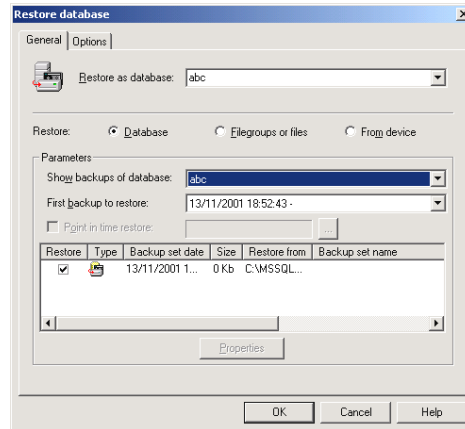 Restore database
General Options
Restore as database: abc
Restore: Database Filegroups or files From device
Parameters
Show backups of database: abc
First backup to restore: 13/11/2001 18:52:43 -
Point in time restore: ...
Restore Type Backup set date Size Restore from Backup set name
13/11/2001 1... 0 Kb C:\MSSQL...
Properties
OK Cancel Help